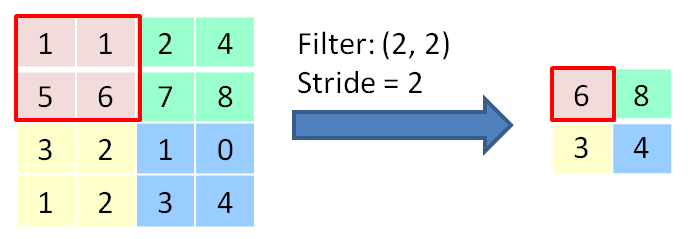 1 1 2 4
5 6 7 8
3 2 1 0
1 2 3 4
Filter: (2, 2)
Stride = 2
6 8
3 4